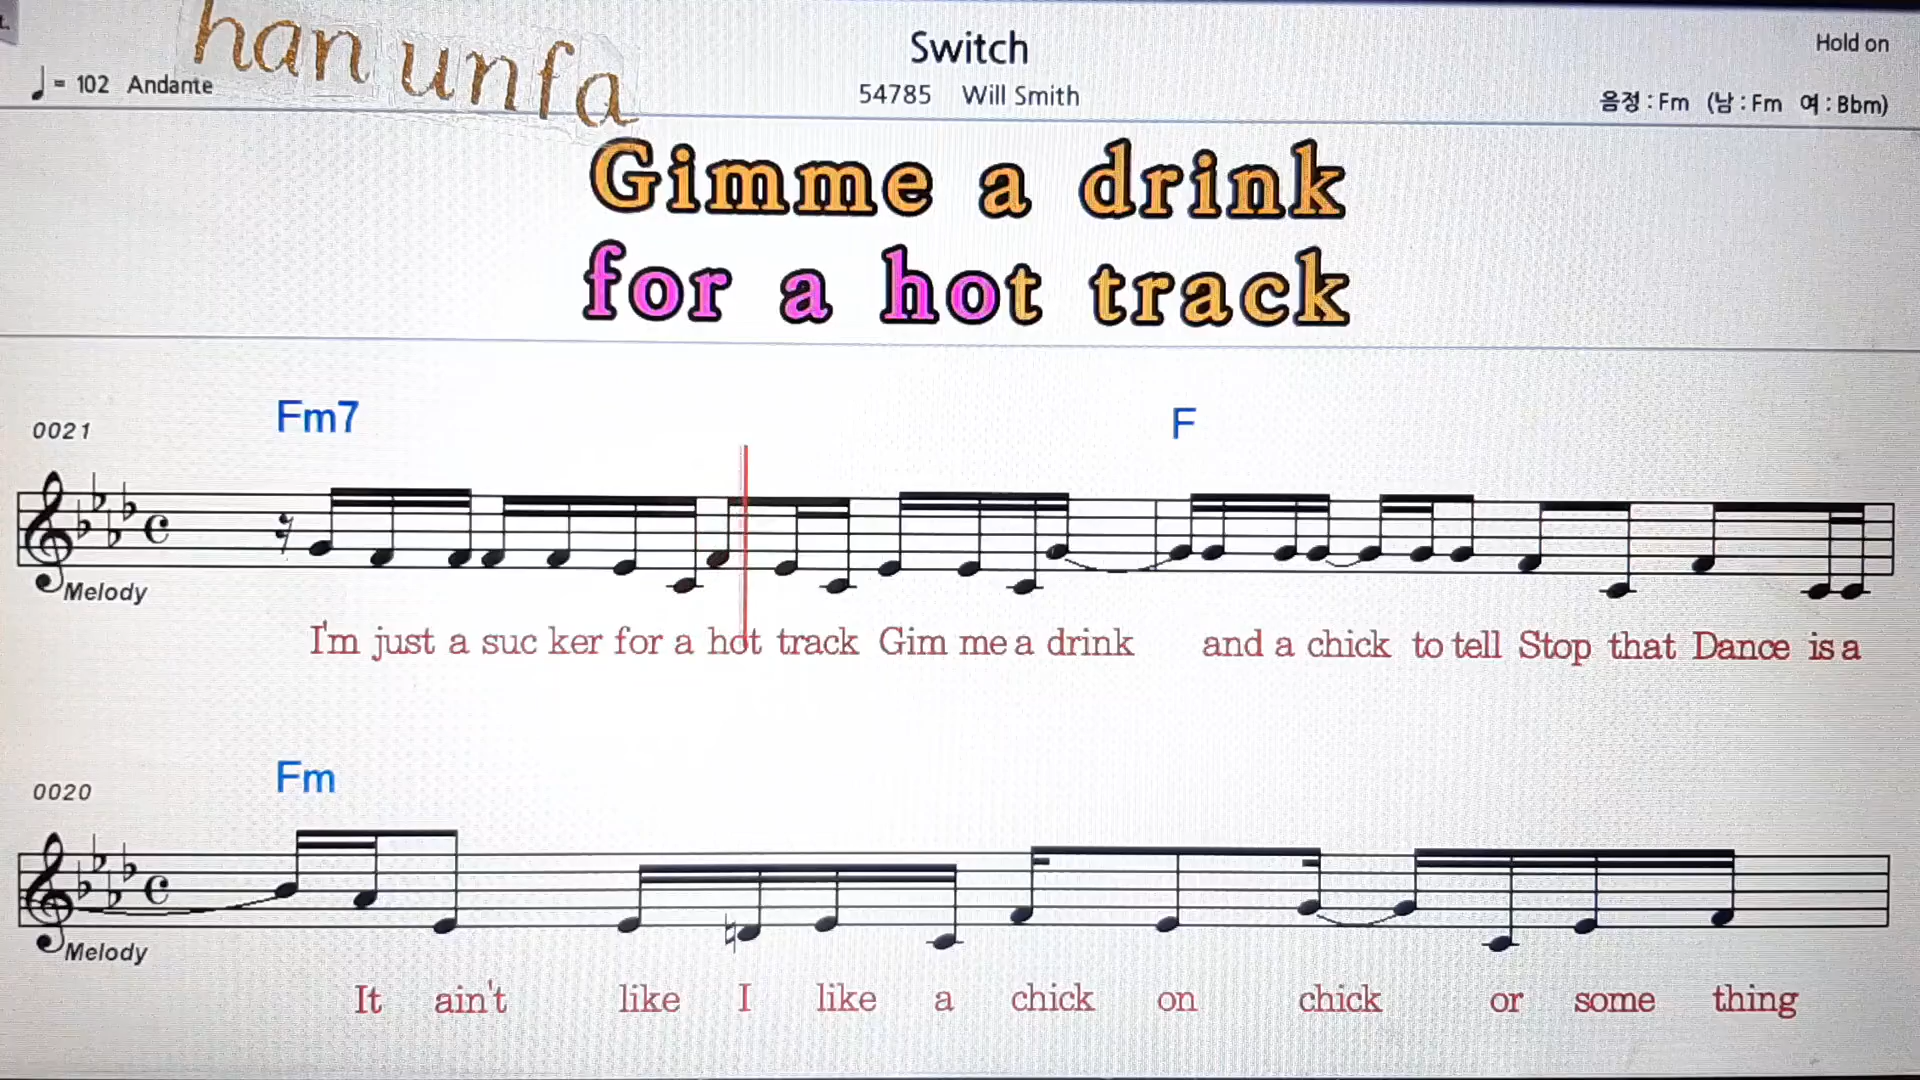 han unfa
Switch
Hold on
♩= 102 Andante
54785 Will Smith
음정 : Fm (남 : Fm 여 : Bbm)
Gimme a drink
for a hot track
Fm7 F
0021
Melody
I'm just a suc ker for a hot track Gim me a drink and a chick to tell Stop that Dance is a
Fm
0020
Melody
It ain't like I like a chick on chick or some thing